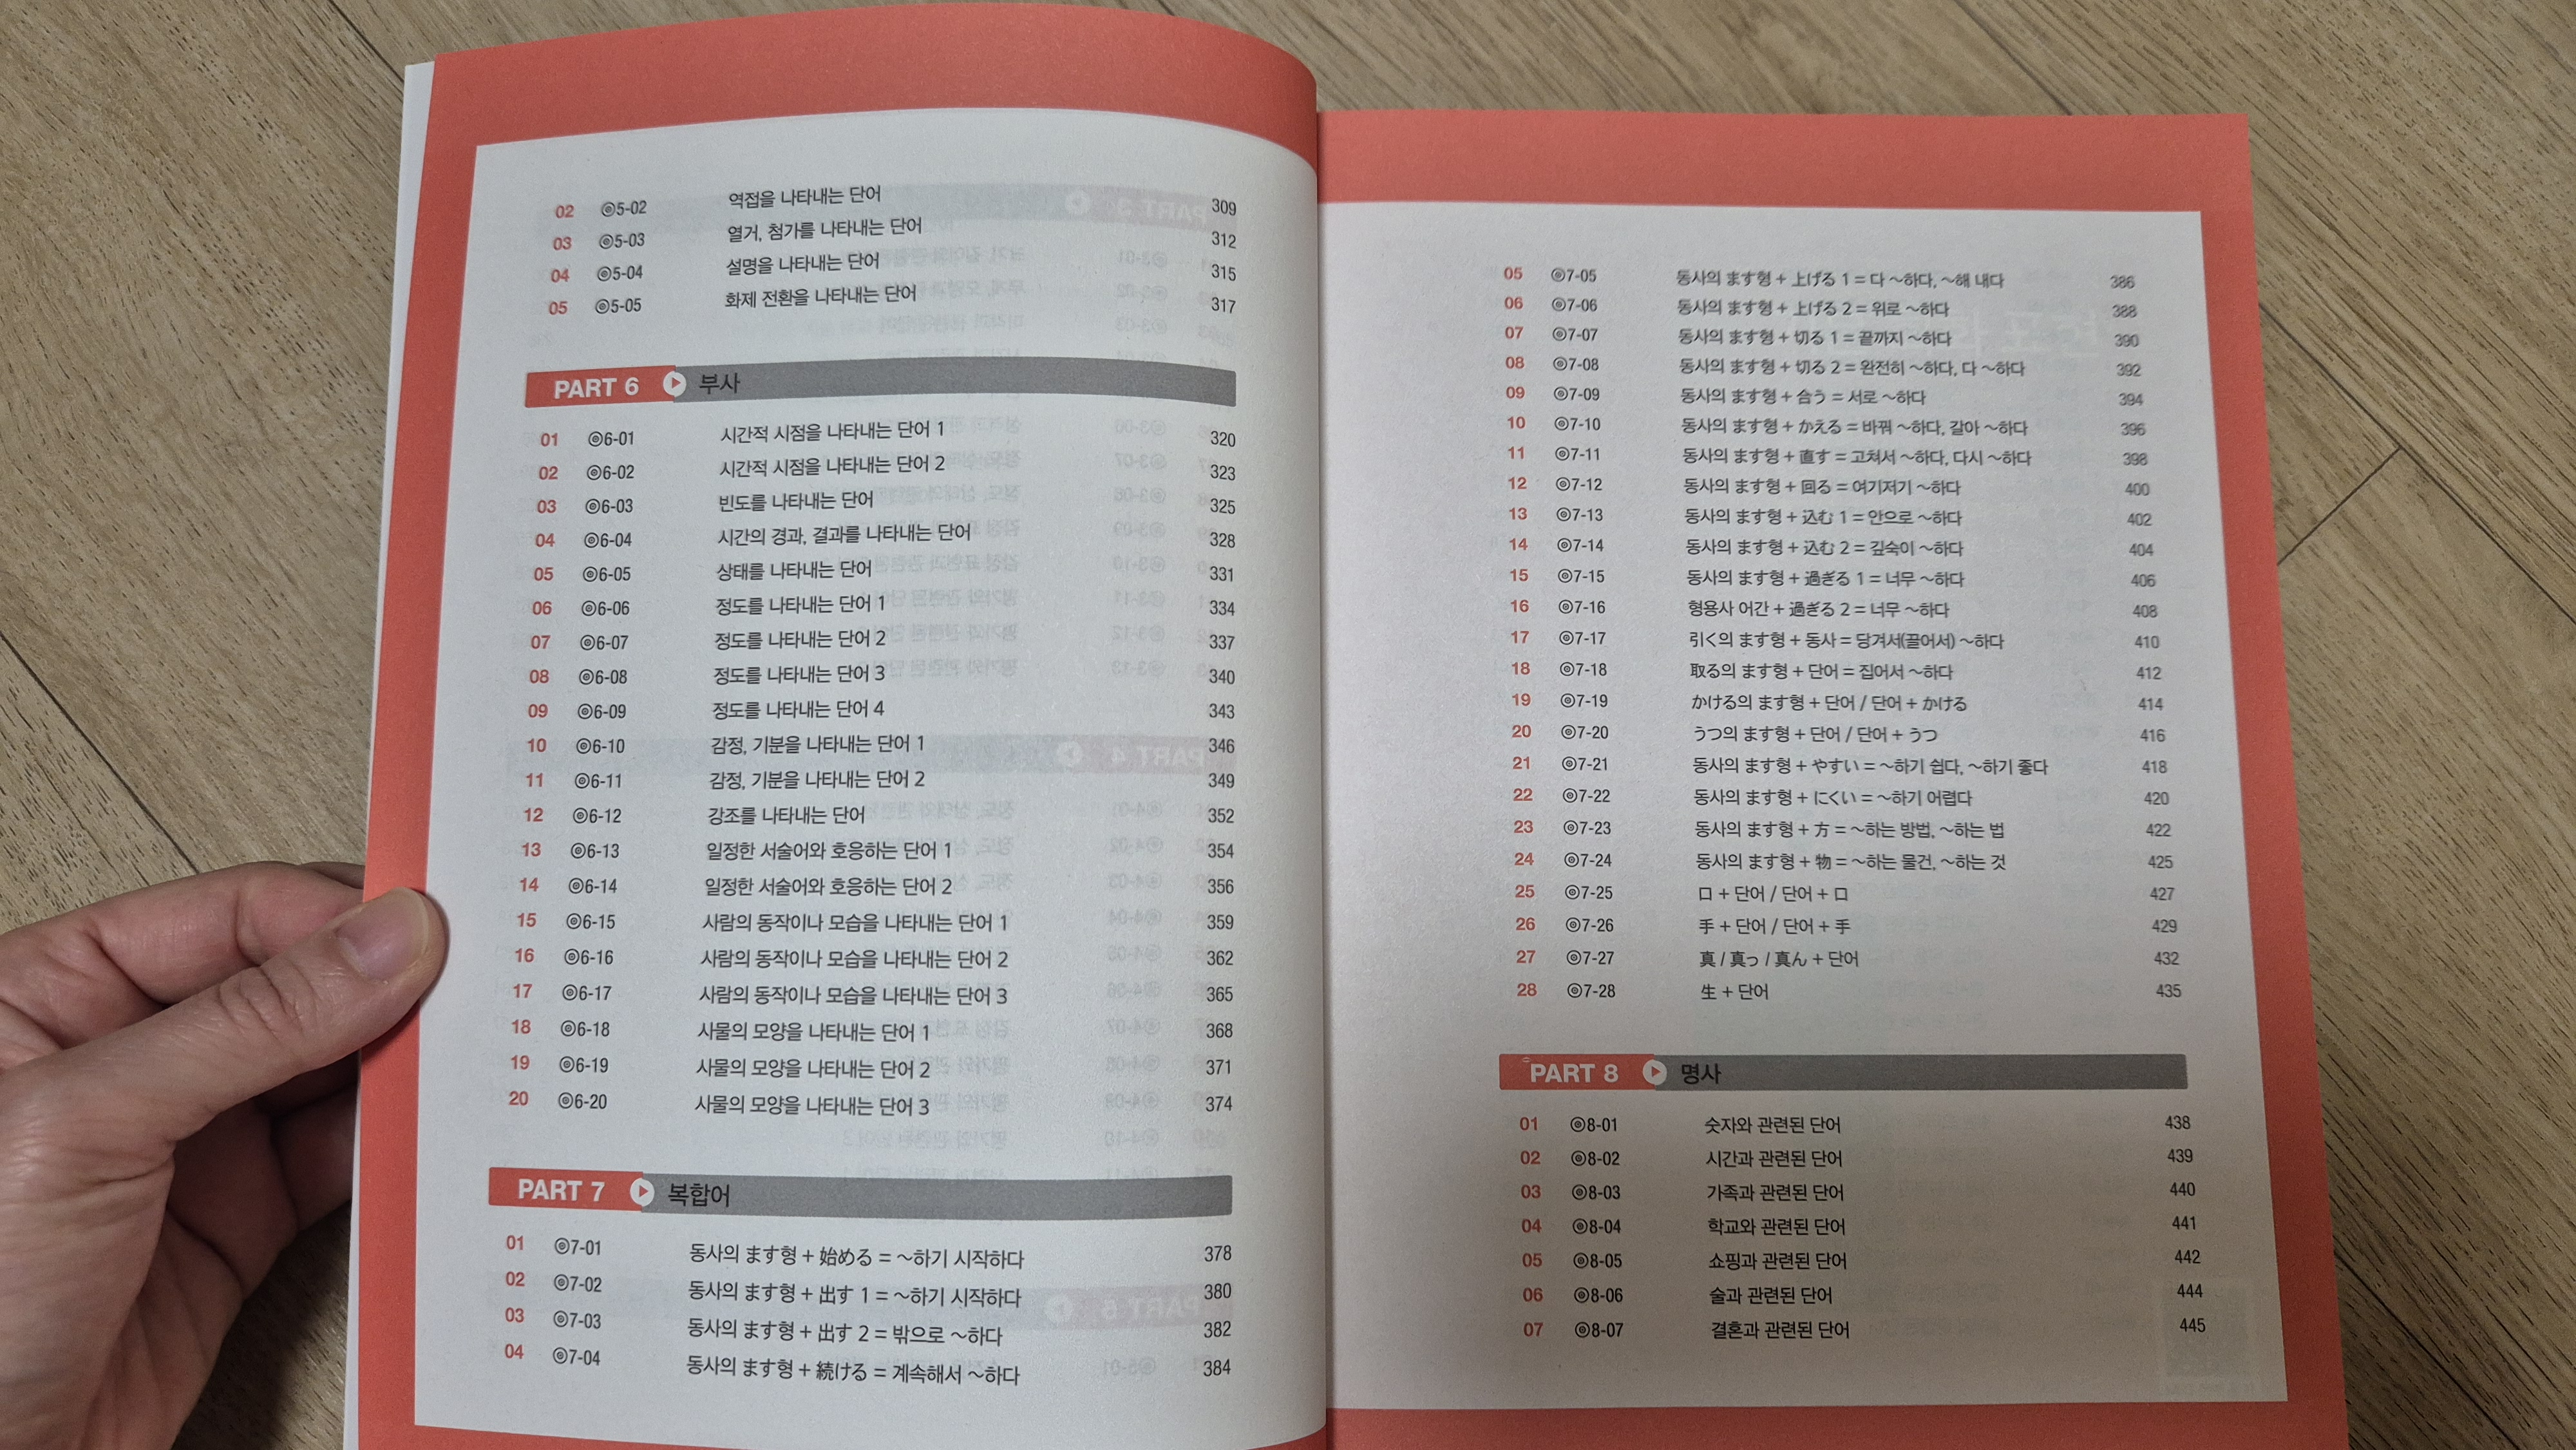 02 ◎5-02 역접을 나타내는 단어 309
03 ◎5-03 열거, 첨가를 나타내는 단어 312
04 ◎5-04 설명을 나타내는 단어 315
05 ◎5-05 화제 전환을 나타내는 단어 317
PART 6 부사
01 ◎6-01 시간적 시점을 나타내는 단어 1 320
02 ◎6-02 시간적 시점을 나타내는 단어 2 323
03 ◎6-03 빈도를 나타내는 단어 325
04 ◎6-04 시간의 경과, 결과를 나타내는 단어 328
05 ◎6-05 상태를 나타내는 단어 331
06 ◎6-06 정도를 나타내는 단어 1 334
07 ◎6-07 정도를 나타내는 단어 2 337
08 ◎6-08 정도를 나타내는 단어 3 340
09 ◎6-09 정도를 나타내는 단어 4 343
10 ◎6-10 감정, 기분을 나타내는 단어 1 346
11 ◎6-11 감정, 기분을 나타내는 단어 2 349
12 ◎6-12 강조를 나타내는 단어 352
13 ◎6-13 일정한 서술어와 호응하는 단어 1 354
14 ◎6-14 일정한 서술어와 호응하는 단어 2 356
15 ◎6-15 사람의 동작이나 모습을 나타내는 단어 1 359
16 ◎6-16 사람의 동작이나 모습을 나타내는 단어 2 362
17 ◎6-17 사람의 동작이나 모습을 나타내는 단어 3 365
18 ◎6-18 사물의 모양을 나타내는 단어 1 368
19 ◎6-19 사물의 모양을 나타내는 단어 2 371
20 ◎6-20 사물의 모양을 나타내는 단어 3 374
PART 7 복합어
01 ◎7-01 동사의 ます형 + 始める = ~하기 시작하다 378
02 ◎7-02 동사의 ます형 + 出す 1 = ~하기 시작하다 380
03 ◎7-03 동사의 ます형 + 出す 2 = 밖으로 ~하다 382
04 ◎7-04 동사의 ます형 + 続ける = 계속해서 ~하다 384
05 ◎7-05 동사의 ます형 + 上げる 1 = 다 ~하다, ~해 내다 386
06 ◎7-06 동사의 ます형 + 上げる 2 = 위로 ~하다 388
07 ◎7-07 동사의 ます형 + 切る 1 = 끝까지 ~하다 390
08 ◎7-08 동사의 ます형 + 切る 2 = 완전히 ~하다, 다 ~하다 392
09 ◎7-09 동사의 ます형 + 合う = 서로 ~하다 394
10 ◎7-10 동사의 ます형 + かえる = 바꿔 ~하다, 갈아 ~하다 396
11 ◎7-11 동사의 ます형 + 直す = 고쳐서 ~하다, 다시 ~하다 398
12 ◎7-12 동사의 ます형 + 回る = 여기저기 ~하다 400
13 ◎7-13 동사의 ます형 + 込む 1 = 안으로 ~하다 402
14 ◎7-14 동사의 ます형 + 込む 2 = 깊숙이 ~하다 404
15 ◎7-15 동사의 ます형 + 過ぎる 1 = 너무 ~하다 406
16 ◎7-16 형용사 어간 + 過ぎる 2 = 너무 ~하다 408
17 ◎7-17 引く의 ます형 + 동사 = 당겨서(끌어서) ~하다 410
18 ◎7-18 取る의 ます형 + 단어 = 집어서 ~하다 412
19 ◎7-19 かける의 ます형 + 단어 / 단어 + かける 414
20 ◎7-20 うつ의 ます형 + 단어 / 단어 + うつ 416
21 ◎7-21 동사의 ます형 + やすい = ~하기 쉽다, ~하기 좋다 418
22 ◎7-22 동사의 ます형 + にくい = ~하기 어렵다 420
23 ◎7-23 동사의 ます형 + 方 = ~하는 방법, ~하는 법 422
24 ◎7-24 동사의 ます형 + 物 = ~하는 물건, ~하는 것 425
25 ◎7-25 口 + 단어 / 단어 + 口 427
26 ◎7-26 手 + 단어 / 단어 + 手 429
27 ◎7-27 真 / 真っ / 真ん + 단어 432
28 ◎7-28 生 + 단어 435
PART 8 명사
01 ◎8-01 숫자와 관련된 단어 438
02 ◎8-02 시간과 관련된 단어 439
03 ◎8-03 가족과 관련된 단어 440
04 ◎8-04 학교와 관련된 단어 441
05 ◎8-05 쇼핑과 관련된 단어 442
06 ◎8-06 술과 관련된 단어 444
07 ◎8-07 결혼과 관련된 단어 445